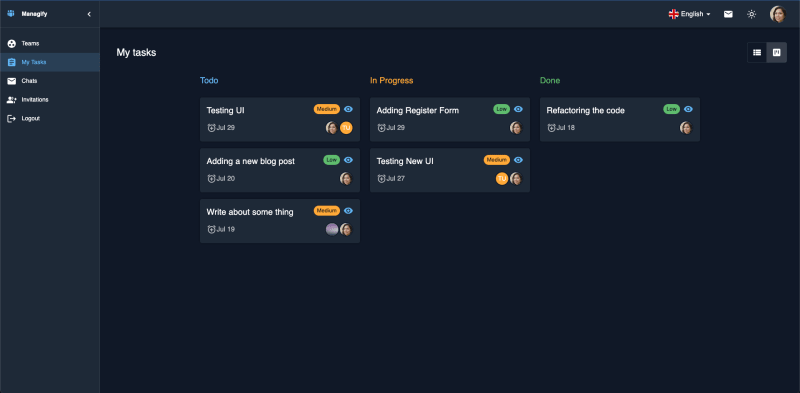 Managify
English
Teams
My Tasks
Chats
Invitations
Logout
My tasks
Todo
Testing UI
Medium
Jul 29
TU
Adding a new blog post
Low
Jul 20
Write about some thing
Medium
Jul 19
In Progress
Adding Register Form
Low
Jul 29
Testing New UI
Medium
Jul 27
TU
Done
Refactoring the code
Low
Jul 18